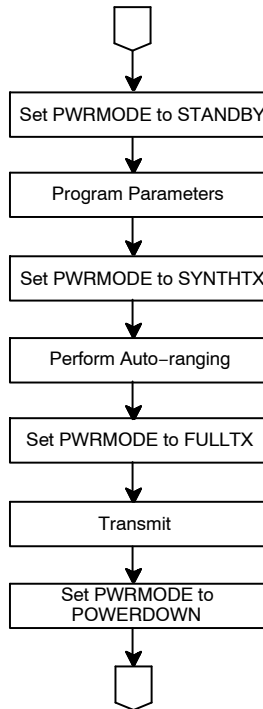 Set PWRMODE to STANDBY
Program Parameters
Set PWRMODE to SYNTHTX
Perform Auto−ranging
Set PWRMODE to FULLTX
Transmit
Set PWRMODE to
POWERDOWN